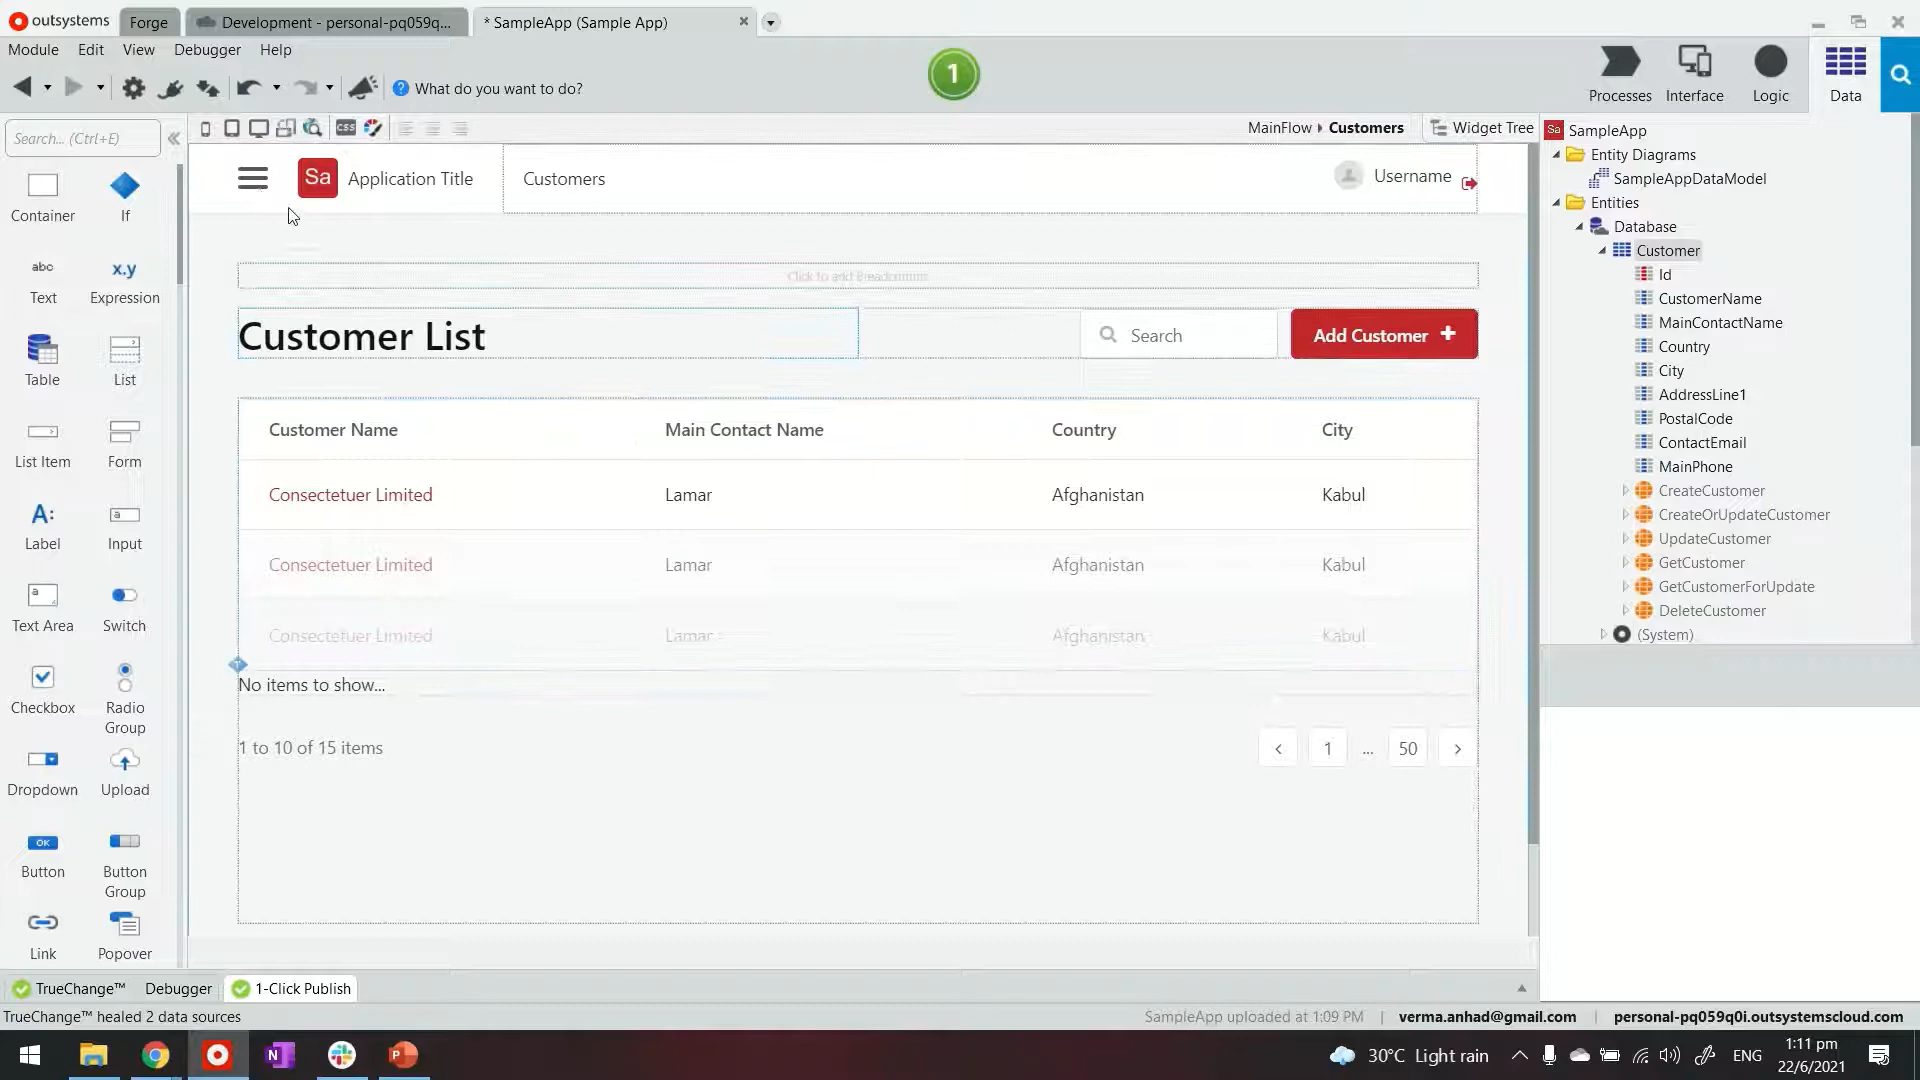 outsystems
Forge
Development - personal-pq059q...
* SampleApp (Sample App)
Module Edit View Debugger Help
What do you want to do?
1
Processes Interface Logic Data
Search... (Ctrl+E)
CSS
MainFlow Customers
Widget Tree
Container If
abc x.y
Text Expression
Table List
List Item Form
A:
Label Input
Text Area Switch
Checkbox Radio Group
Dropdown Upload
OK
Button Button Group
Link Popover
Sa Application Title Customers Username
Click to add Breadcrumbs
Customer List
Search
Add Customer +
Customer Name Main Contact Name Country City
Consectetuer Limited Lamar Afghanistan Kabul
Consectetuer Limited Lamar Afghanistan Kabul
Consectetuer Limited Lamar Afghanistan Kabul
No items to show...
1 to 10 of 15 items
< 1 ... 50 >
Sa SampleApp
Entity Diagrams
SampleAppDataModel
Entities
Database
Customer
Id
CustomerName
MainContactName
Country
City
AddressLine1
PostalCode
ContactEmail
MainPhone
CreateCustomer
CreateOrUpdateCustomer
UpdateCustomer
GetCustomer
GetCustomerForUpdate
DeleteCustomer
(System)
TrueChange™ Debugger 1-Click Publish
TrueChange™ healed 2 data sources
SampleApp uploaded at 1:09 PM | verma.anhad@gmail.com | personal-pq059q0i.outsystemscloud.com
30°C Light rain
ENG
1:11 pm
22/6/2021